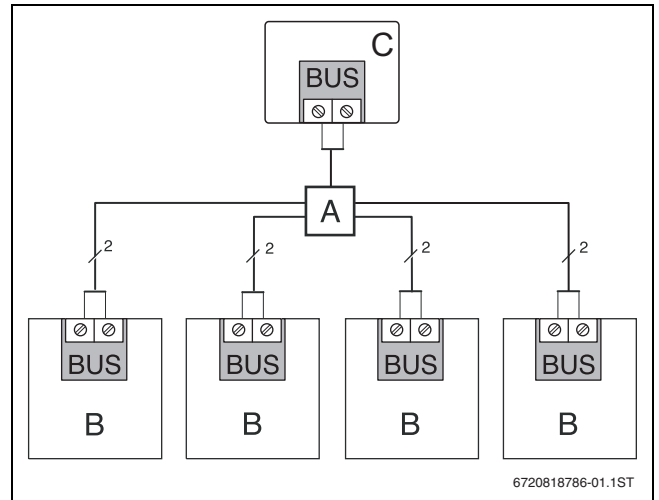 C
BUS
A
2 2 2 2
BUS BUS BUS BUS
B B B B
6720818786-01.1ST